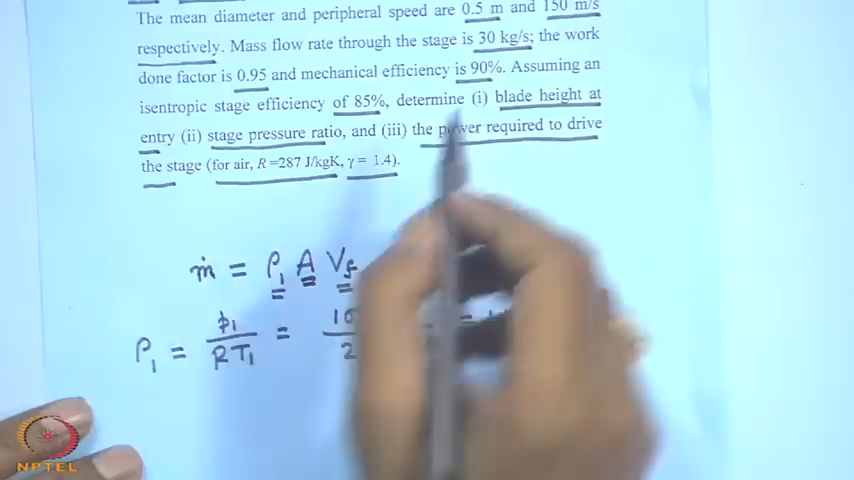 The mean diameter and peripheral speed are 0.5 m and 150 m/s
respectively. Mass flow rate through the stage is 30 kg/s; the work
done factor is 0.95 and mechanical efficiency is 90%. Assuming an
isentropic stage efficiency of 85%, determine (i) blade height at
entry (ii) stage pressure ratio, and (iii) the power required to drive
the stage (for air, R =287 J/kgK, γ = 1.4).
ṁ = ρ₁ A V_f
ρ₁ = p₁/RT₁ =
NPTEL